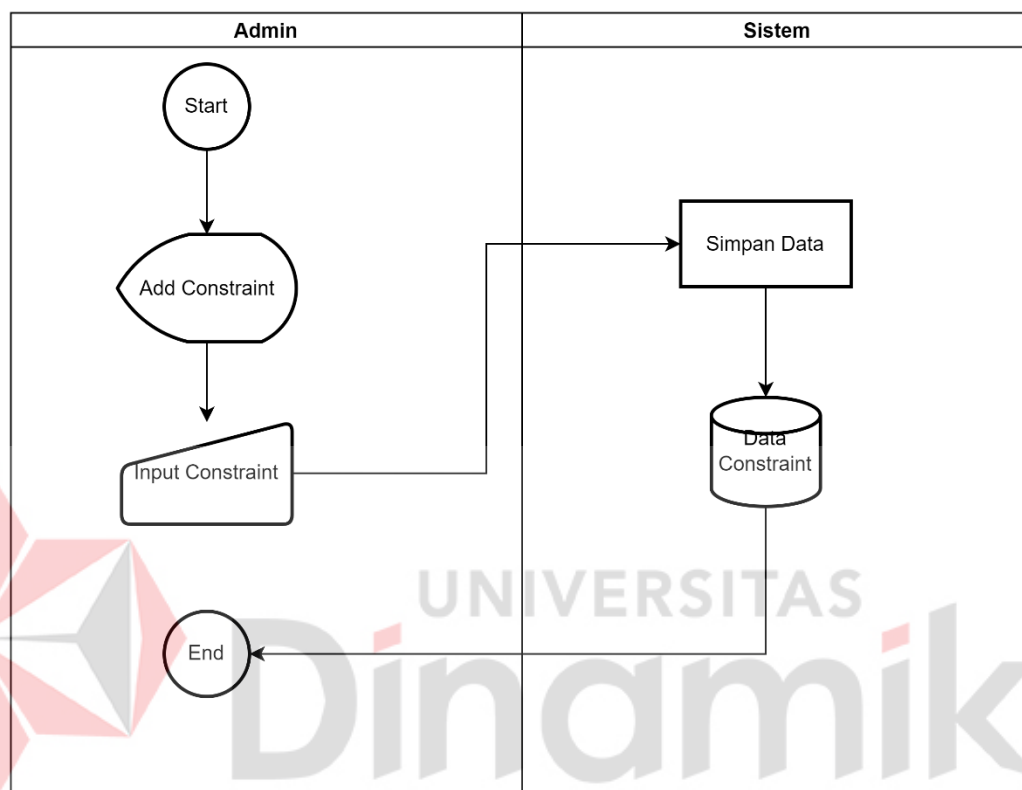 Admin
Sistem
Start
Add Constraint
Input Constraint
Simpan Data
Data
Constraint
End
UNIVERSITAS
Dinamik